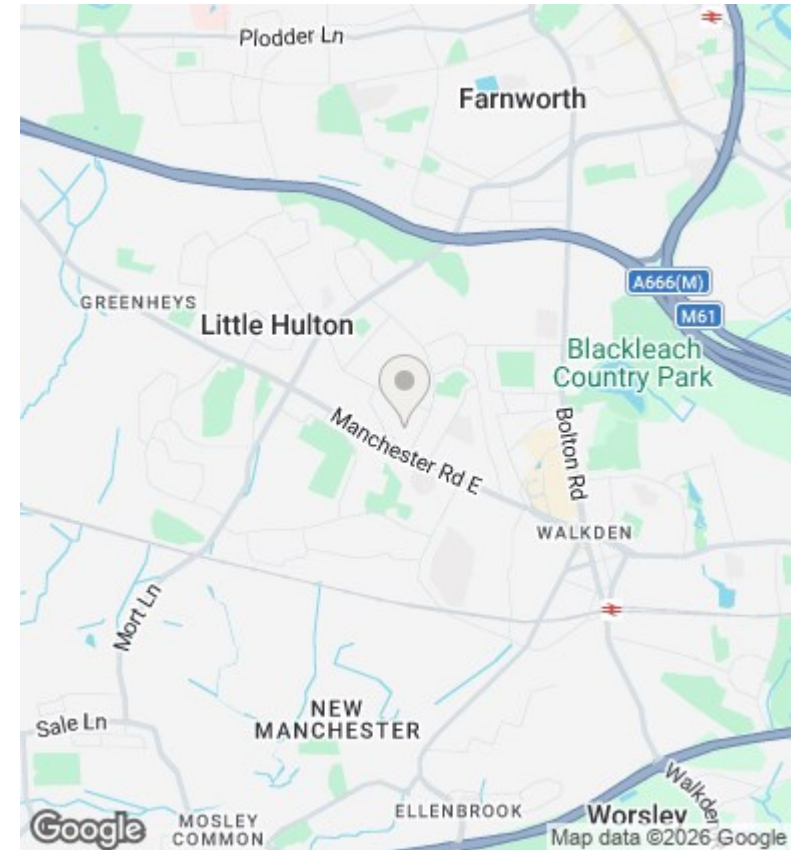 Plodder Ln
Farnworth
A666(M)
M61
GREENHEYS
Little Hulton
Blackleach
Country Park
Manchester Rd E
Bolton Rd
WALKDEN
Mort Ln
NEW
MANCHESTER
Sale Ln
Walkden
MOSLEY
COMMON
ELLENBROOK
Worsley
Google
Map data ©2026 Google